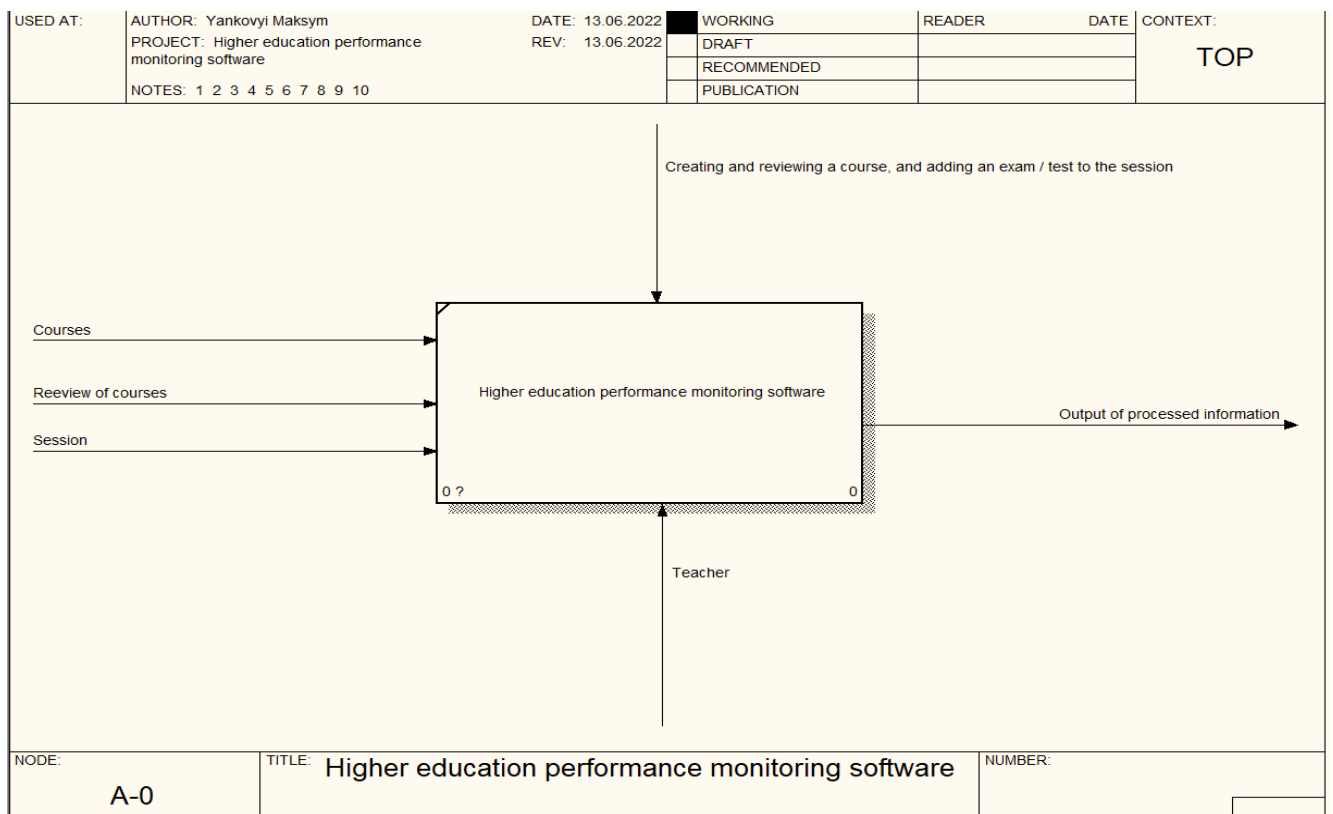 USED AT:
AUTHOR: Yankovyi Maksym
DATE: 13.06.2022
WORKING
READER
DATE
CONTEXT:
PROJECT: Higher education performance
monitoring software
REV: 13.06.2022
DRAFT
TOP
RECOMMENDED
NOTES: 1 2 3 4 5 6 7 8 9 10
PUBLICATION
Creating and reviewing a course, and adding an exam / test to the session
Courses
Reeview of courses
Higher education performance monitoring software
Output of processed information
Session
0 ?
0
Teacher
NODE:
A-0
TITLE:
Higher education performance monitoring software
NUMBER: